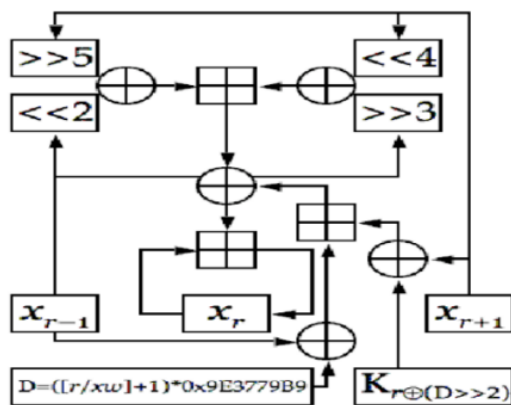 >>5
<<4
<<2
>>3
x_{r-1}
x_r
x_{r+1}
D=([r/xw]+1)*0x9E3779B9
K_{r⊕(D>>2)}